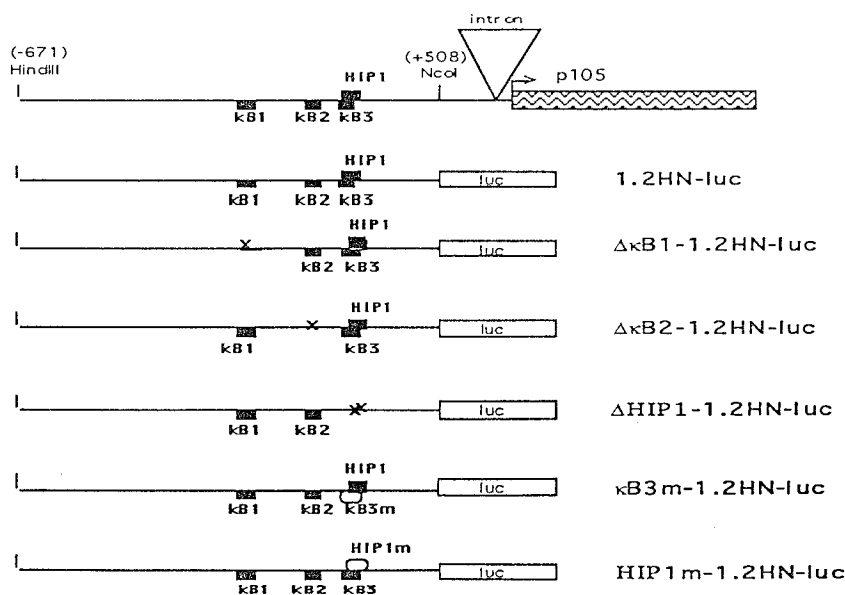 intron
(-671)
HindIII
(+508)
NcoI
HIP1
p105
kB1
kB2
kB3
HIP1
luc
1.2HN-luc
kB1
kB2
kB3
HIP1
luc
ΔκB1-1.2HN-luc
kB2
kB3
HIP1
luc
ΔκB2-1.2HN-luc
kB1
kB3
luc
ΔHIP1-1.2HN-luc
kB1
kB2
HIP1
luc
κB3m-1.2HN-luc
kB1
kB2
kB3m
HIP1m
luc
HIP1m-1.2HN-luc
kB1
kB2
kB3